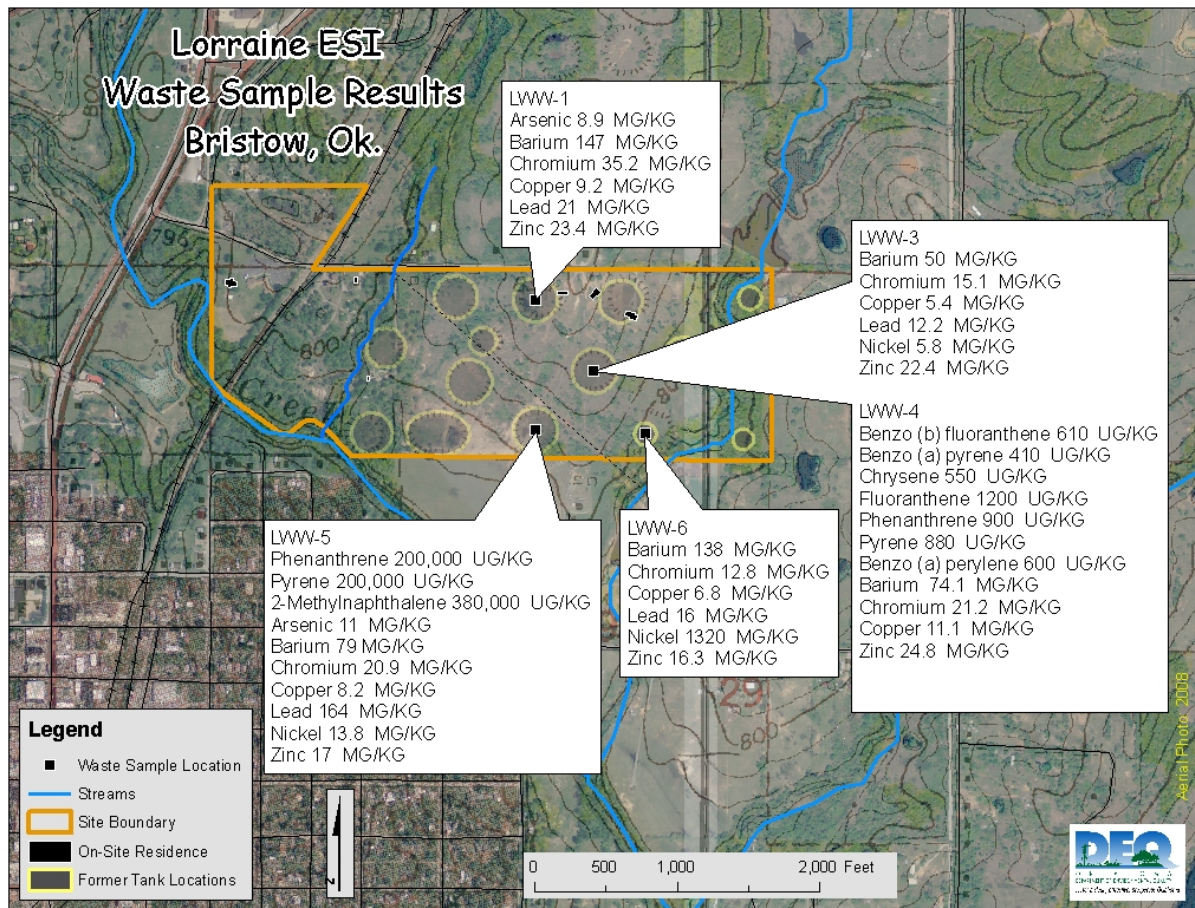 Lorraine ESI
Waste Sample Results
Bristow, Ok.
LWW-1
Arsenic 8.9 MG/KG
Barium 147 MG/KG
Chromium 35.2 MG/KG
Copper 9.2 MG/KG
Lead 21 MG/KG
Zinc 23.4 MG/KG
LWW-3
Barium 50 MG/KG
Chromium 15.1 MG/KG
Copper 5.4 MG/KG
Lead 12.2 MG/KG
Nickel 5.8 MG/KG
Zinc 22.4 MG/KG
LWW-4
Benzo (b) fluoranthene 610 UG/KG
Benzo (a) pyrene 410 UG/KG
Chrysene 550 UG/KG
Fluoranthene 1200 UG/KG
Phenanthrene 900 UG/KG
Pyrene 880 UG/KG
Benzo (a) perylene 600 UG/KG
Barium 74.1 MG/KG
Chromium 21.2 MG/KG
Copper 11.1 MG/KG
Zinc 24.8 MG/KG
LWW-5
Phenanthrene 200,000 UG/KG
Pyrene 200,000 UG/KG
2-Methylnaphthalene 380,000 UG/KG
Arsenic 11 MG/KG
Barium 79 MG/KG
Chromium 20.9 MG/KG
Copper 8.2 MG/KG
Lead 164 MG/KG
Nickel 13.8 MG/KG
Zinc 17 MG/KG
LWW-6
Barium 138 MG/KG
Chromium 12.8 MG/KG
Copper 6.8 MG/KG
Lead 16 MG/KG
Nickel 1320 MG/KG
Zinc 16.3 MG/KG
796
800
Creek
800
29
800
Legend
Waste Sample Location
Streams
Site Boundary
On-Site Residence
Former Tank Locations
N
0 500 1,000 2,000 Feet
Aerial Photo: 2008
DEQ
OKLAHOMA
DEPARTMENT OF ENVIRONMENTAL QUALITY